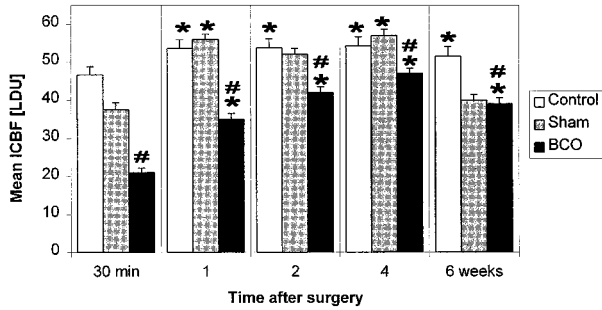 60
50
40
30
20
10
0
Mean lCBF [LDU]
* * # *
* # *
* * # *
* # *
#
Control
Sham
BCO
30 min 1 2 4 6 weeks
Time after surgery